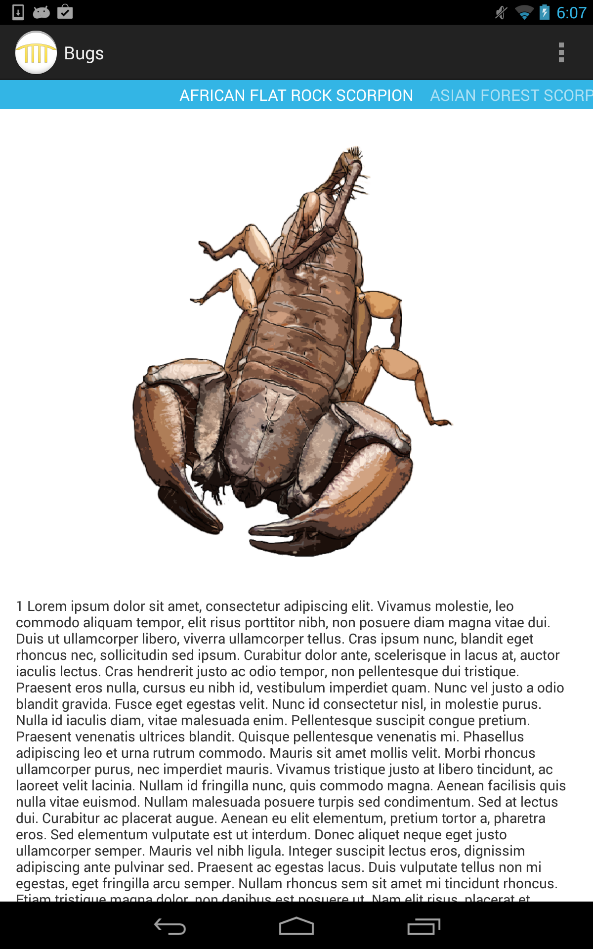 6:07
Bugs
AFRICAN FLAT ROCK SCORPION ASIAN FOREST SCORP
1 Lorem ipsum dolor sit amet, consectetur adipiscing elit. Vivamus molestie, leo
commodo aliquam tempor, elit risus porttitor nibh, non posuere diam magna vitae dui.
Duis ut ullamcorper libero, viverra ullamcorper tellus. Cras ipsum nunc, blandit eget
rhoncus nec, sollicitudin sed ipsum. Curabitur dolor ante, scelerisque in lacus at, auctor
iaculis lectus. Cras hendrerit justo ac odio tempor, non pellentesque dui tristique.
Praesent eros nulla, cursus eu nibh id, vestibulum imperdiet quam. Nunc vel justo a odio
blandit gravida. Fusce eget egestas velit. Nunc id consectetur nisl, in molestie purus.
Nulla id iaculis diam, vitae malesuada enim. Pellentesque suscipit congue pretium.
Praesent venenatis ultrices blandit. Quisque pellentesque venenatis mi. Phasellus
adipiscing leo et urna rutrum commodo. Mauris sit amet mollis velit. Morbi rhoncus
ullamcorper purus, nec imperdiet mauris. Vivamus tristique justo at libero tincidunt, ac
laoreet velit lacinia. Nullam id fringilla nunc, quis commodo magna. Aenean facilisis quis
nulla vitae euismod. Nullam malesuada posuere turpis sed condimentum. Sed at lectus
dui. Curabitur ac placerat augue. Aenean eu elit elementum, pretium tortor a, pharetra
eros. Sed elementum vulputate est ut interdum. Donec aliquet neque eget justo
ullamcorper semper. Mauris vel nibh ligula. Integer suscipit lectus eros, dignissim
adipiscing ante pulvinar sed. Praesent ac egestas lacus. Duis vulputate tellus non mi
egestas, eget fringilla arcu semper. Nullam rhoncus sem sit amet mi tincidunt rhoncus.
Etiam tristique magna dolor, non dapibus est posuere ut. Nam elit risus, placerat et